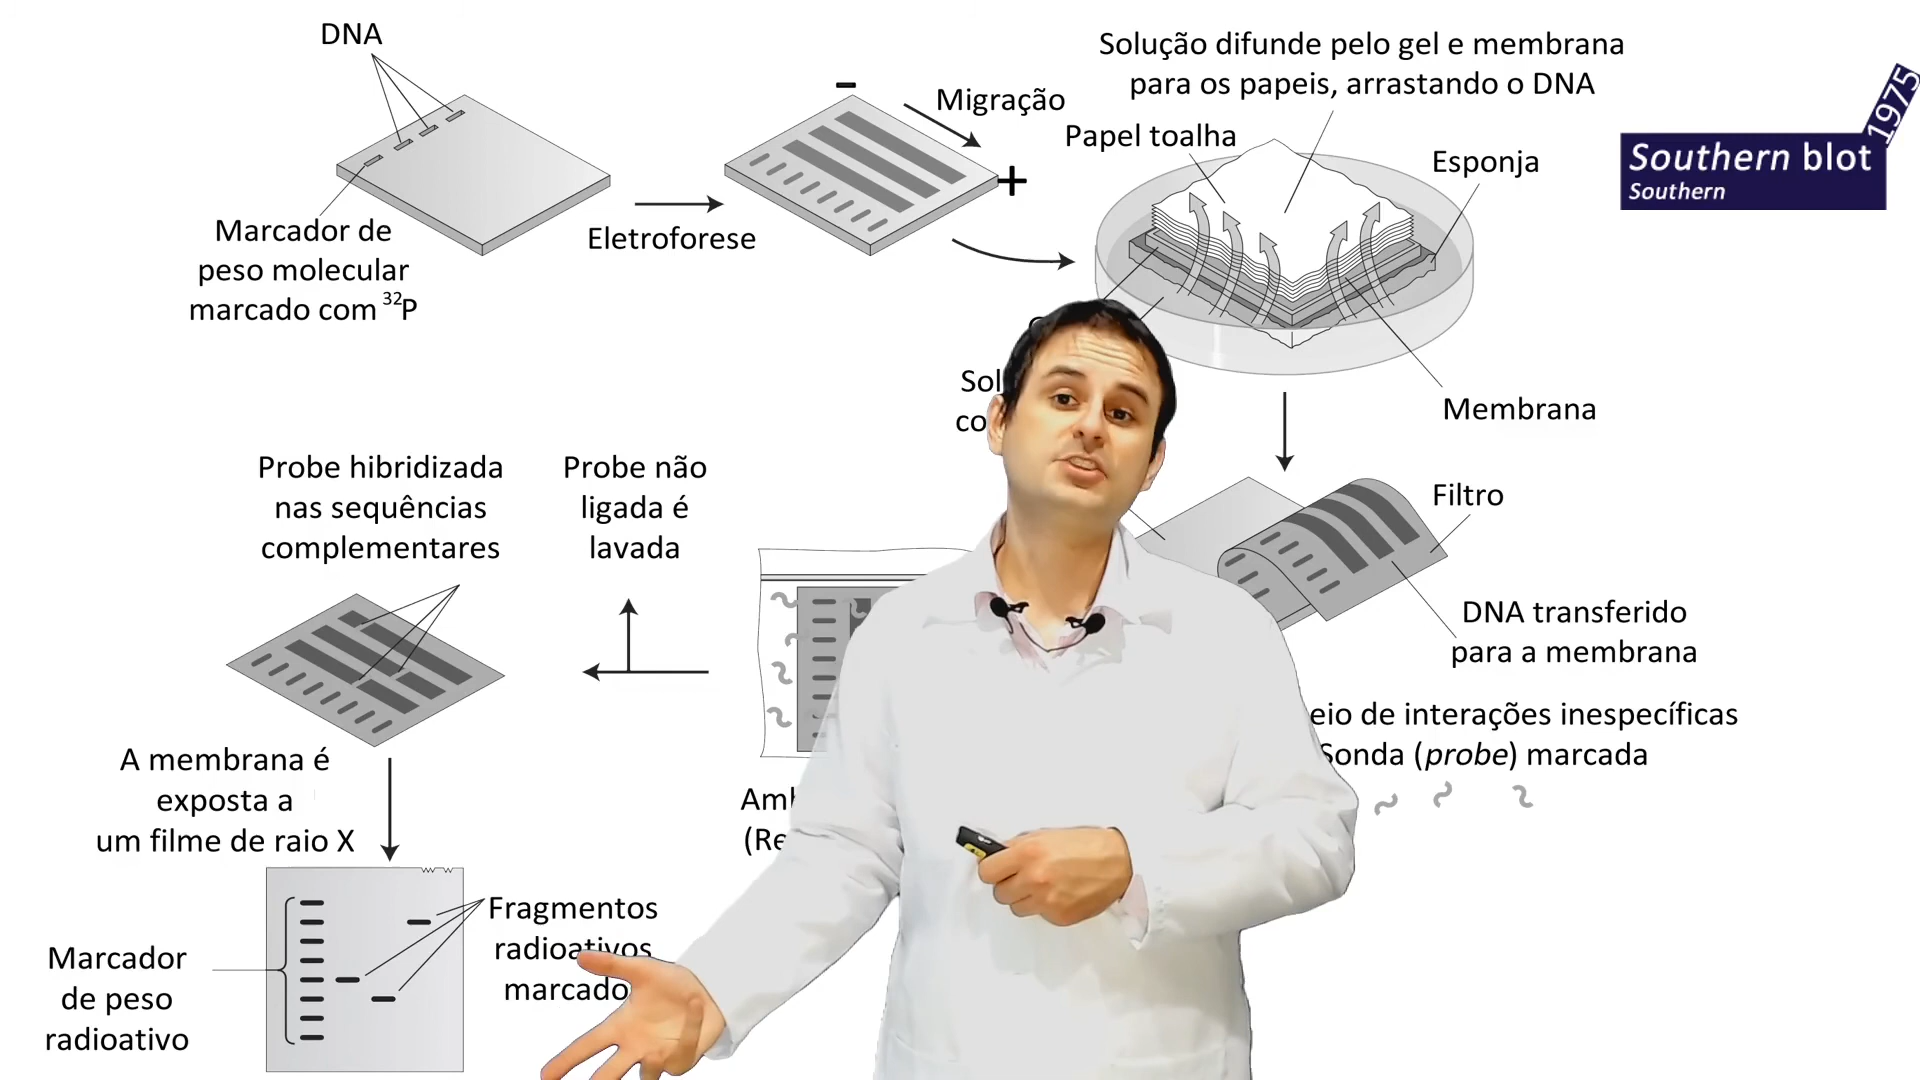 DNA
Marcador de
peso molecular
marcado com ³²P
Eletroforese
-
Migração
+
Solução difunde pelo gel e membrana
para os papeis, arrastando o DNA
Papel toalha
Esponja
Membrana
1975
Southern blot
Southern
Filtro
DNA transferido
para a membrana
eio de interações inespecíficas
Sonda (probe) marcada
Probe não
ligada é
lavada
Probe hibridizada
nas sequências
complementares
A membrana é
exposta a
um filme de raio X
Marcador
de peso
radioativo
Fragmentos
radioativos
marcado